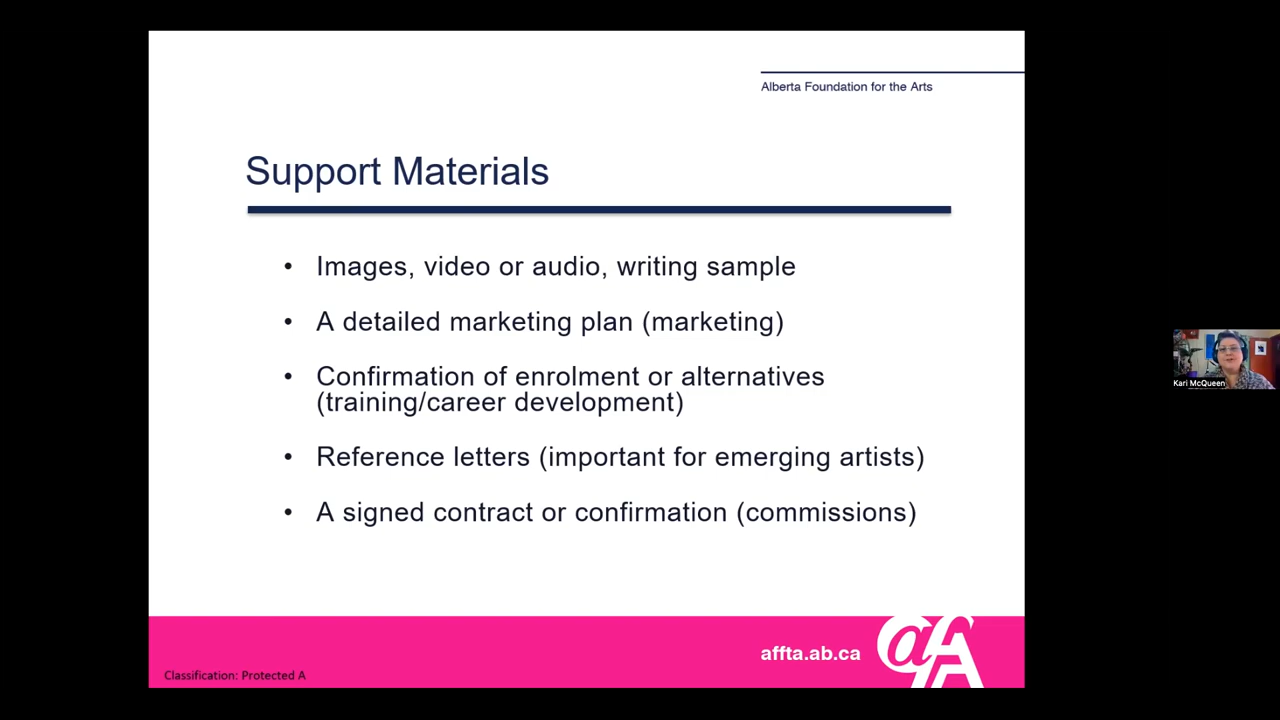 Alberta Foundation for the Arts
Support Materials
• Images, video or audio, writing sample
• A detailed marketing plan (marketing)
• Confirmation of enrolment or alternatives
(training/career development)
• Reference letters (important for emerging artists)
• A signed contract or confirmation (commissions)
Kari McQueen
affta.ab.ca
afA
Classification: Protected A